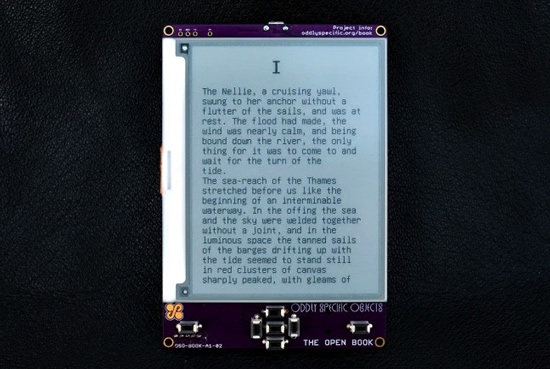 Project info:
oddlyspecific.org/book
I
The Nellie, a cruising yawl,
swung to her anchor without a
flutter of the sails, and was at
rest. The flood had made, the
wind was nearly calm, and being
bound down the river, the only
thing for it was to come to and
wait for the turn of the
tide.
The sea-reach of the Thames
stretched before us like the
beginning of an interminable
waterway. In the offing the sea
and the sky were welded together
without a joint, and in the
luminous space the tanned sails
of the barges drifting up with
the tide seemed to stand still
in red clusters of canvas
sharply peaked, with gleams of
ODDLY SPECIFIC OBJECTS
OSO-BOOK-A1-02
THE OPEN BOOK